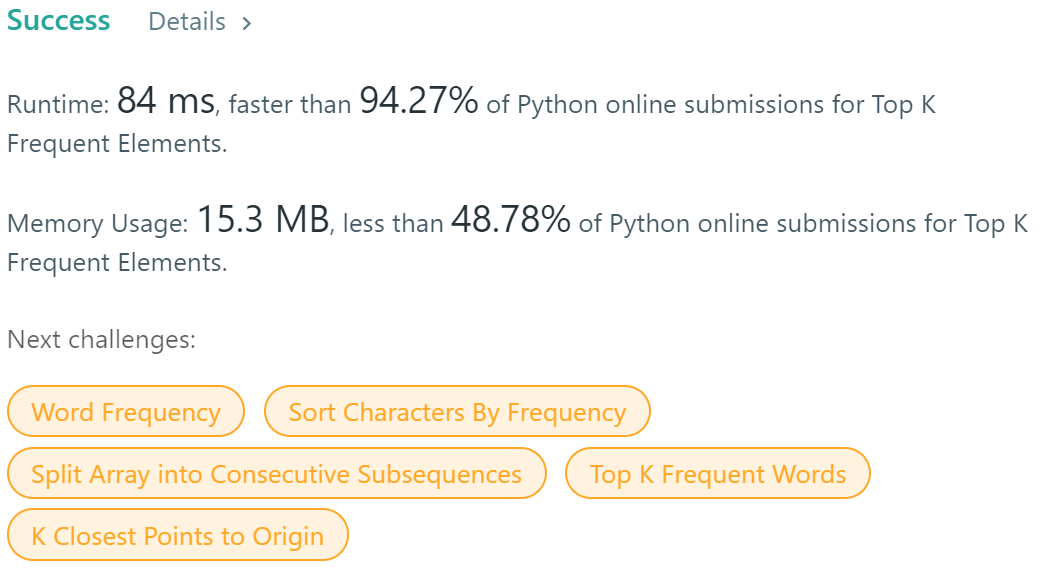 Success Details >
Runtime: 84 ms, faster than 94.27% of Python online submissions for Top K
Frequent Elements.
Memory Usage: 15.3 MB, less than 48.78% of Python online submissions for Top K
Frequent Elements.
Next challenges:
Word Frequency Sort Characters By Frequency
Split Array into Consecutive Subsequences Top K Frequent Words
K Closest Points to Origin